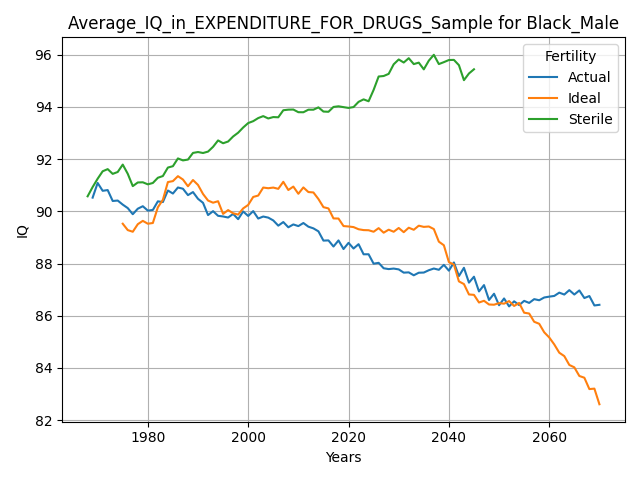 Average_IQ_in_EXPENDITURE_FOR_DRUGS_Sample for Black_Male
Fertility
Actual
Ideal
Sterile
IQ
96
94
92
90
88
86
84
82
1980
2000
2020
2040
2060
Years